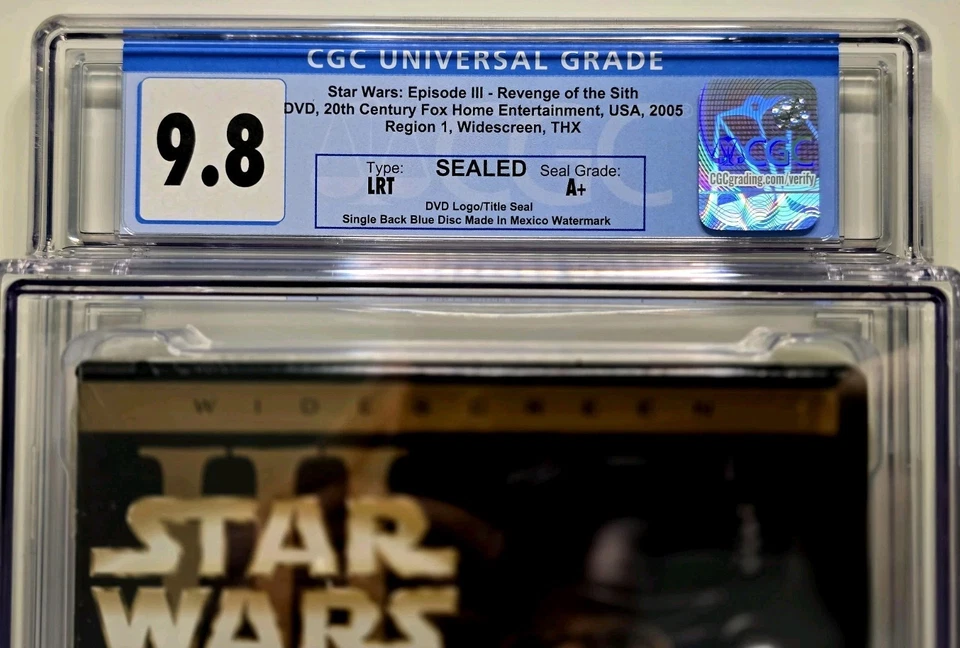 CGC UNIVERSAL GRADE
9.8
Star Wars: Episode III - Revenge of the Sith
DVD, 20th Century Fox Home Entertainment, USA, 2005
Region 1, Widescreen, THX
Type: SEALED Seal Grade:
LRT A+
DVD Logo/Title Seal
Single Back Blue Disc Made In Mexico Watermark
CGC
CGC
CGCgrading.com/verify
WIDESCREEN
III
STAR
WARS